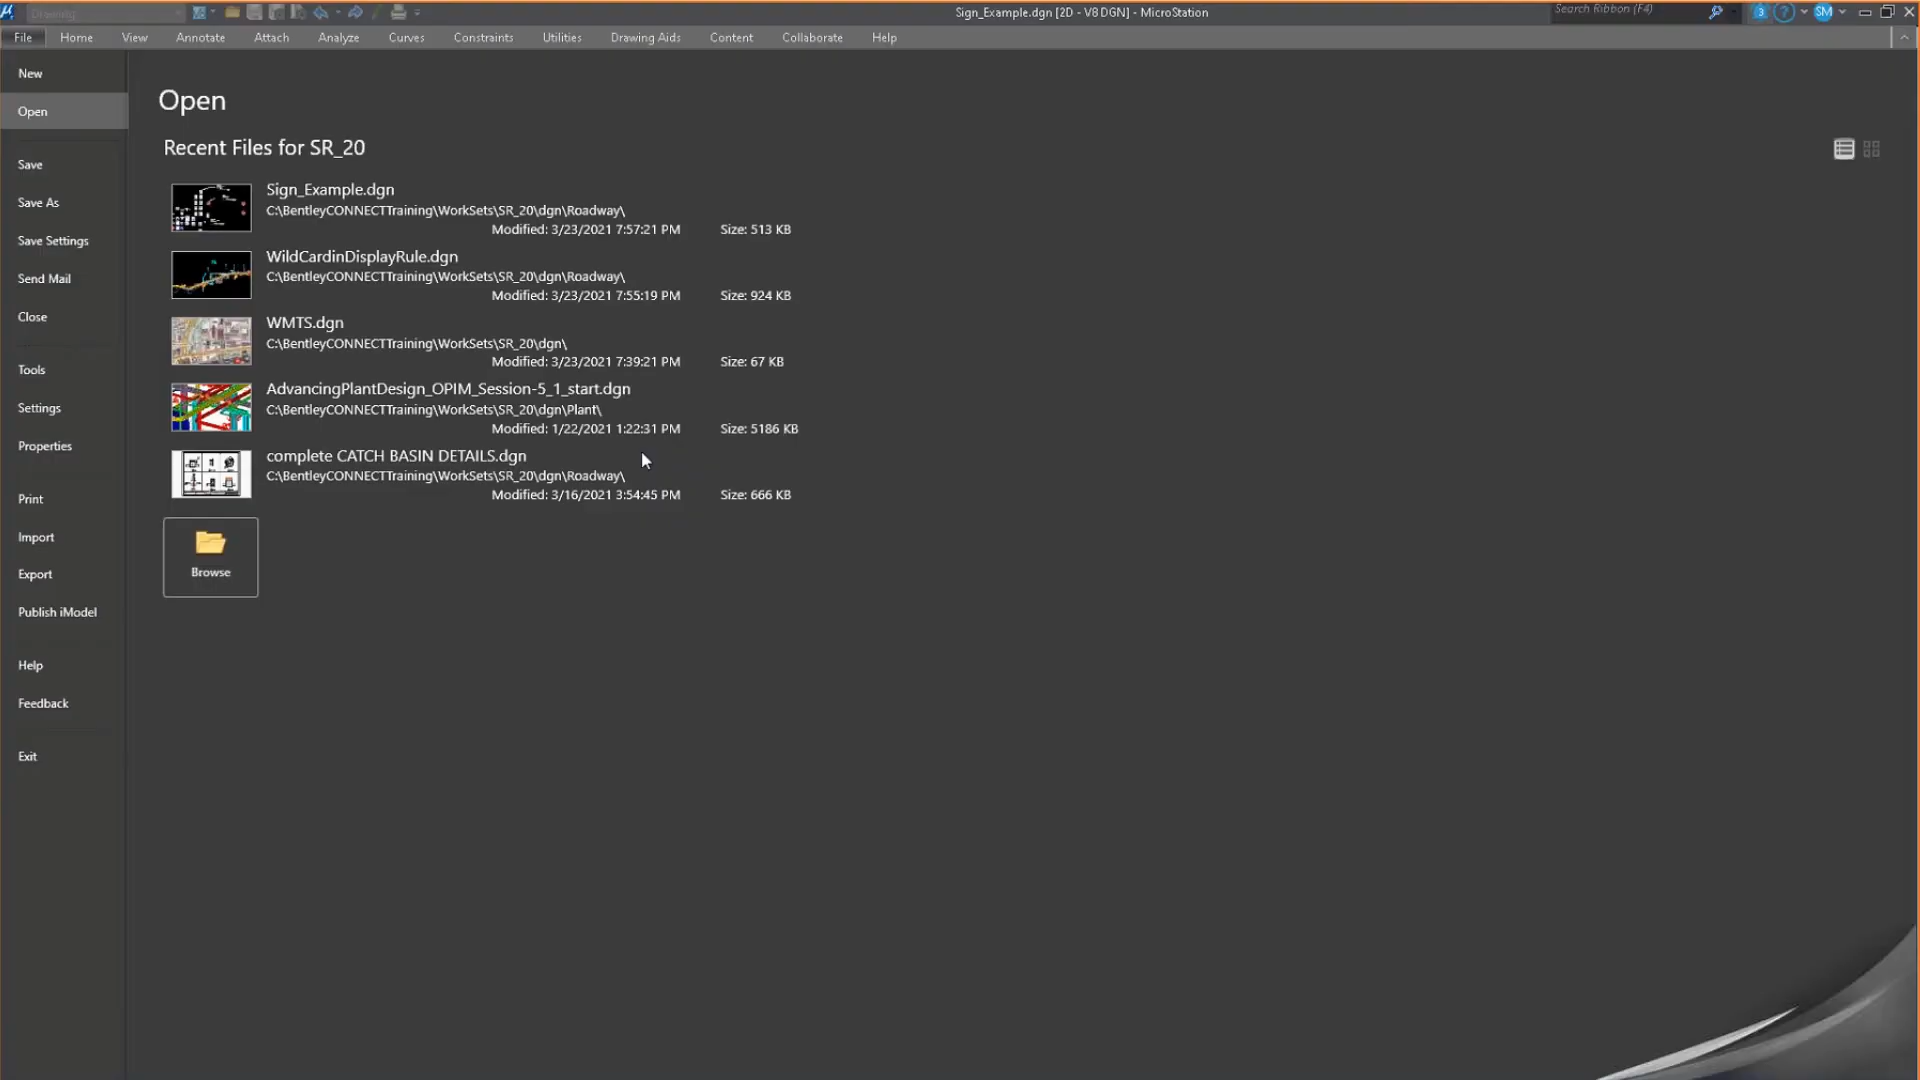 Drawing
Sign_Example.dgn [2D - V8 DGN] - MicroStation
Search Ribbon (F4)
3
?
SM
File
Home
View
Annotate
Attach
Analyze
Curves
Constraints
Utilities
Drawing Aids
Content
Collaborate
Help
New
Open
Save
Save As
Save Settings
Send Mail
Close
Tools
Settings
Properties
Print
Import
Export
Publish iModel
Help
Feedback
Exit
Open
Recent Files for SR_20
Sign_Example.dgn
C:\BentleyCONNECTTraining\WorkSets\SR_20\dgn\Roadway\
Modified: 3/23/2021 7:57:21 PM Size: 513 KB
WildCardinDisplayRule.dgn
C:\BentleyCONNECTTraining\WorkSets\SR_20\dgn\Roadway\
Modified: 3/23/2021 7:55:19 PM Size: 924 KB
WMTS.dgn
C:\BentleyCONNECTTraining\WorkSets\SR_20\dgn\
Modified: 3/23/2021 7:39:21 PM Size: 67 KB
AdvancingPlantDesign_OPIM_Session-5_1_start.dgn
C:\BentleyCONNECTTraining\WorkSets\SR_20\dgn\Plant\
Modified: 1/22/2021 1:22:31 PM Size: 5186 KB
complete CATCH BASIN DETAILS.dgn
C:\BentleyCONNECTTraining\WorkSets\SR_20\dgn\Roadway\
Modified: 3/16/2021 3:54:45 PM Size: 666 KB
Browse